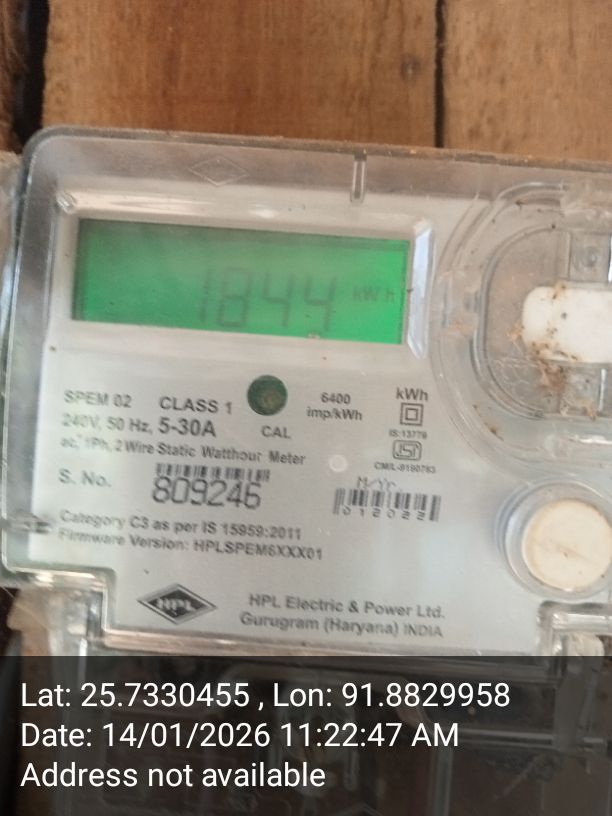 1844 kWh
SPEM 02 CLASS 1 6400 imp/kWh kWh
240V, 50 Hz, 5-30A CAL IS:13779
ac, 1Ph, 2 Wire Static Watthour Meter CM/L-0190763
S. No. 809246 M/Yr. 012022
Category C3 as per IS 15959:2011
Firmware Version: HPLSPEM6XXX01
HPL
HPL Electric & Power Ltd.
Gurugram (Haryana) INDIA
Lat: 25.7330455 , Lon: 91.8829958
Date: 14/01/2026 11:22:47 AM
Address not available